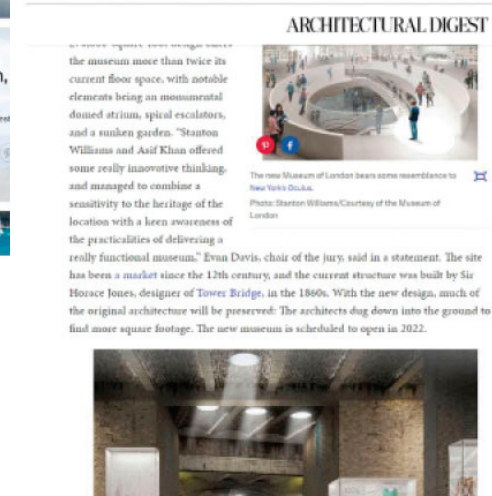 ARCHITECTURAL DIGEST
the museum more than twice its
current floor space, with notable
elements being an monumental
domed atrium, spiral escalators,
and a sunken garden. "Stanton
Williams and Asif Khan offered
some really innovative thinking,
and managed to combine a
sensitivity to the heritage of the
location with a keen awareness of
the practicalities of delivering a
The new Museum of London bears some resemblance to
New York's Oculus.
Photo: Stanton Williams/Courtesy of the Museum of
London
really functional museum," Evan Davis, chair of the jury, said in a statement. The site
has been a market since the 12th century, and the current structure was built by Sir
Horace Jones, designer of Tower Bridge, in the 1860s. With the new design, much of
the original architecture will be preserved: The architects dug down into the ground to
find more square footage. The new museum is scheduled to open in 2022.